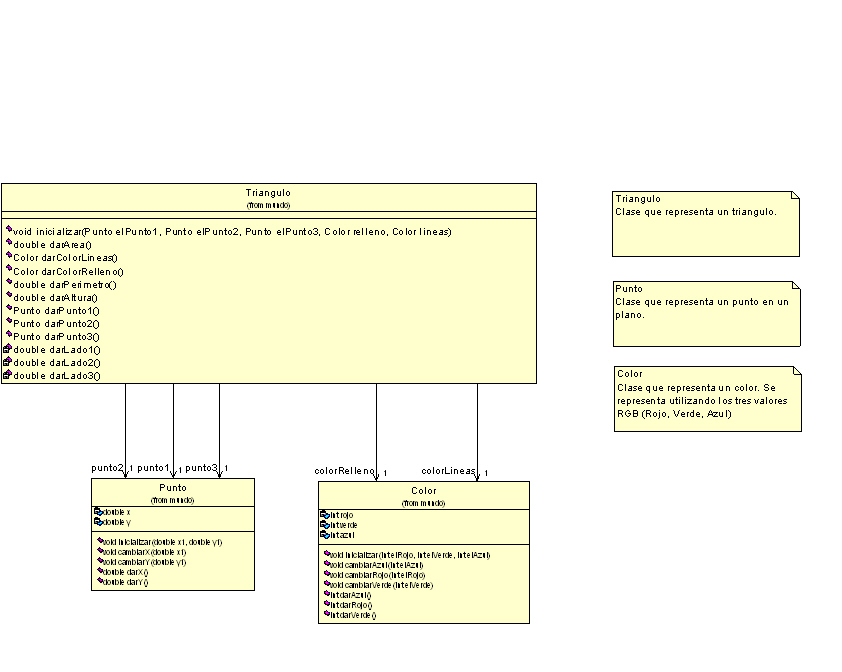 Triangulo
(from mundo)
void inicializar(Punto elPunto1, Punto elPunto2, Punto elPunto3, Color relleno, Color lineas)
double darArea()
Color darColorLineas()
Color darColorRelleno()
double darPerimetro()
double darAltura()
Punto darPunto1()
Punto darPunto2()
Punto darPunto3()
double darLado1()
double darLado2()
double darLado3()
punto2 1 punto1 1 punto3 1
colorRelleno 1 colorLineas 1
Punto
(from mundo)
double x
double y
void inicializar(double x1, double y1)
void cambiarX(double x1)
void cambiarY(double y1)
double darX()
double darY()
Color
(from mundo)
int rojo
int verde
int azul
void inicializar(int elRojo, int elVerde, int elAzul)
void cambiarAzul(int elAzul)
void cambiarRojo(int elRojo)
void cambiarVerde(int elVerde)
int darAzul()
int darRojo()
int darVerde()
Triangulo
Clase que representa un triangulo.
Punto
Clase que representa un punto en un
plano.
Color
Clase que representa un color. Se
representa utilizando los tres valores
RGB (Rojo, Verde, Azul)